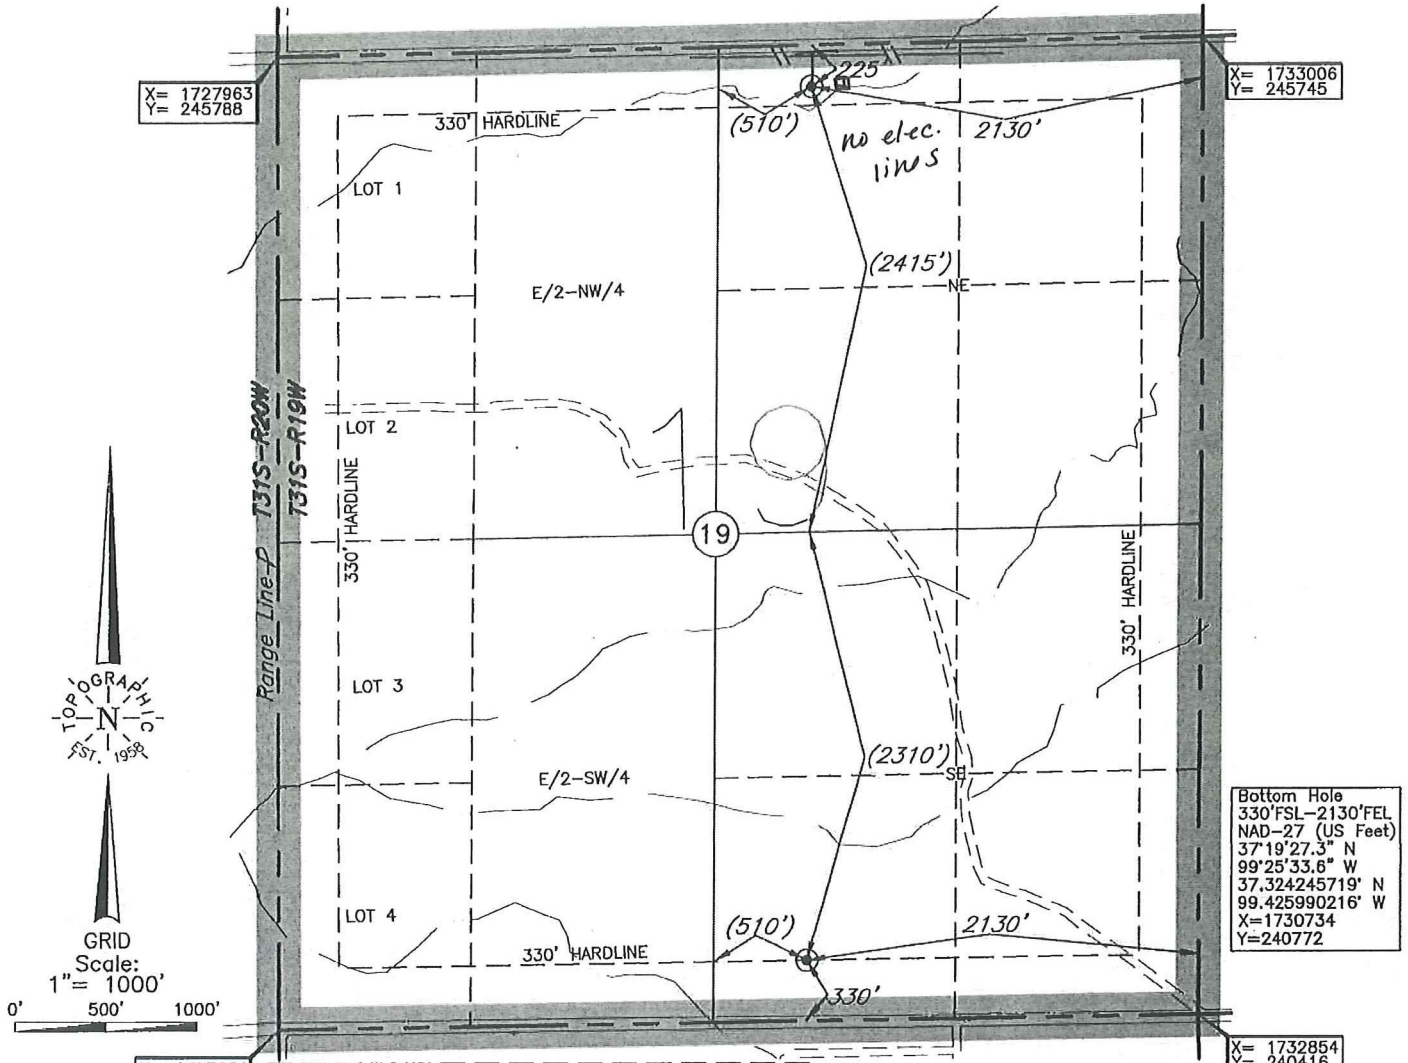 X= 1727963
Y= 245788
X= 1733006
Y= 245745
225
330' HARDLINE
(510')
2130'
no elec.
lines
LOT 1
(2415')
E/2-NW/4
NE
T31S-R20W
T31S-R19W
LOT 2
330' HARDLINE
19
330' HARDLINE
Range Line
LOT 3
TOPOGRAPHIC
N
EST. 1958
(2310')
E/2-SW/4
SE
Bottom Hole
330'FSL-2130'FEL
NAD-27 (US Feet)
37°19'27.3" N
99°25'33.6" W
37.324245719° N
99.425990216° W
X=1730734
Y=240772
LOT 4
(510')
2130'
330' HARDLINE
330'
GRID
Scale:
1"= 1000'
0' 500' 1000'
X= 1732854
Y= 240416